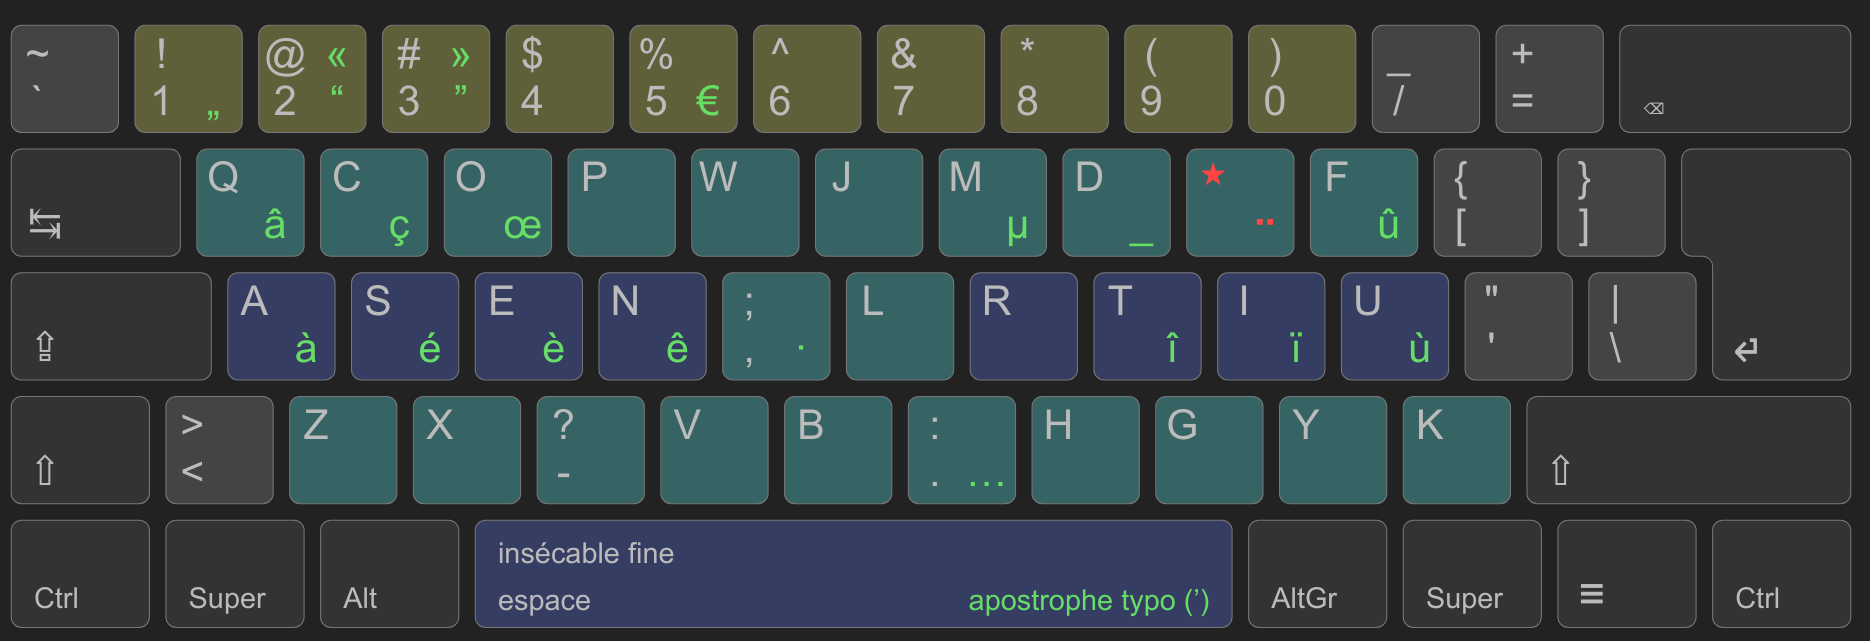 ~ ! @ « # » $ % ^ & * ( ) _ +
` 1 „ 2 “ 3 ” 4 5 € 6 7 8 9 0 / = ⌫
Q C O P W J M D ★ F { }
↹ â ç œ µ _ ¨ û [ ]
A S E N ; L R T I U " |
⇪ à é è ê , · î ï ù ' \ ↵
> Z X ? V B : H G Y K
⇧ < - . … ⇧
insécable fine
Ctrl Super Alt espace apostrophe typo (’) AltGr Super ≡ Ctrl